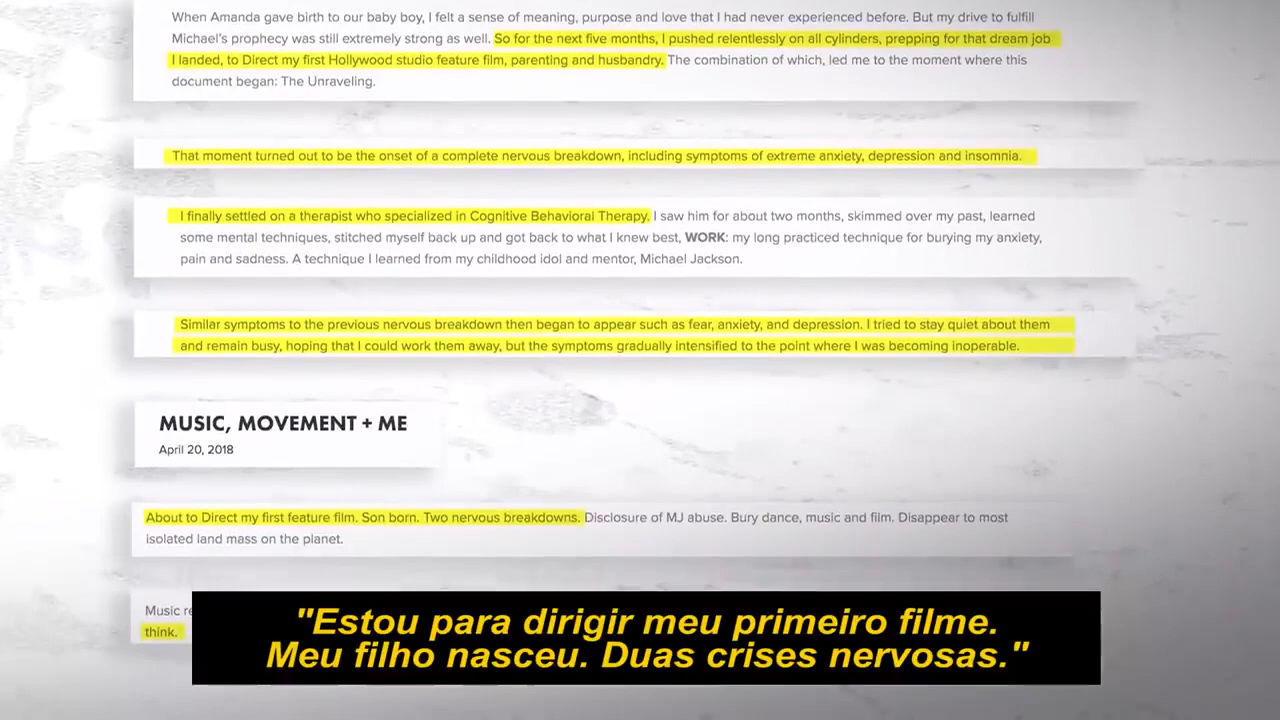 When Amanda gave birth to our baby boy, I felt a sense of meaning, purpose and love that I had never experienced before. But my drive to fulfill
Michael's prophecy was still extremely strong as well. So for the next five months, I pushed relentlessly on all cylinders, prepping for that dream job
I landed, to Direct my first Hollywood studio feature film, parenting and husbandry. The combination of which, led me to the moment where this
document began: The Unraveling.
That moment turned out to be the onset of a complete nervous breakdown, including symptoms of extreme anxiety, depression and insomnia.
I finally settled on a therapist who specialized in Cognitive Behavioral Therapy. I saw him for about two months, skimmed over my past, learned
some mental techniques, stitched myself back up and got back to what I knew best, WORK: my long practiced technique for burying my anxiety,
pain and sadness. A technique I learned from my childhood idol and mentor, Michael Jackson.
Similar symptoms to the previous nervous breakdown then began to appear such as fear, anxiety, and depression. I tried to stay quiet about them
and remain busy, hoping that I could work them away, but the symptoms gradually intensified to the point where I was becoming inoperable.
MUSIC, MOVEMENT + ME
April 20, 2018
About to Direct my first feature film. Son born. Two nervous breakdowns. Disclosure of MJ abuse. Bury dance, music and film. Disappear to most
isolated land mass on the planet.
Music
think.
"Estou para dirigir meu primeiro filme.
Meu filho nasceu. Duas crises nervosas."